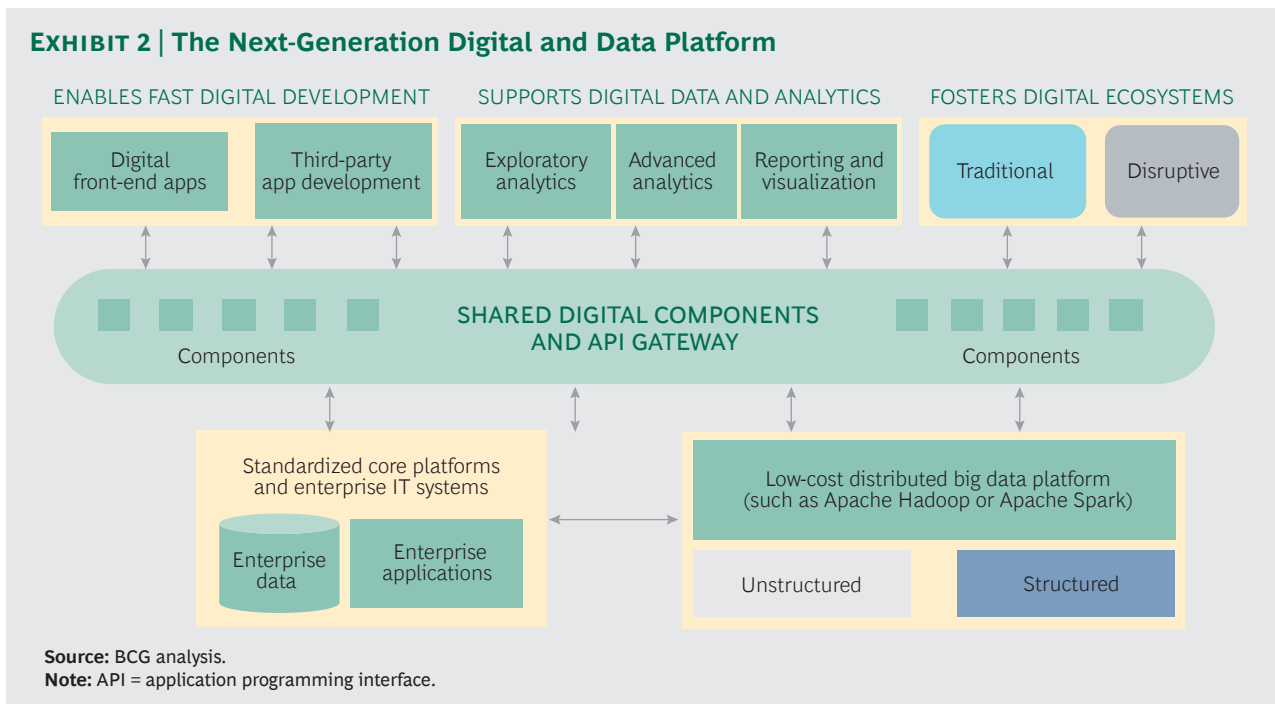 EXHIBIT 2 | The Next-Generation Digital and Data Platform
ENABLES FAST DIGITAL DEVELOPMENT
Digital
front-end apps
Third-party
app development
SUPPORTS DIGITAL DATA AND ANALYTICS
Exploratory
analytics
Advanced
analytics
Reporting and
visualization
FOSTERS DIGITAL ECOSYSTEMS
Traditional
Disruptive
Components
SHARED DIGITAL COMPONENTS
AND API GATEWAY
Components
Standardized core platforms
and enterprise IT systems
Enterprise
data
Enterprise
applications
Low-cost distributed big data platform
(such as Apache Hadoop or Apache Spark)
Unstructured
Structured
Source: BCG analysis.
Note: API = application programming interface.